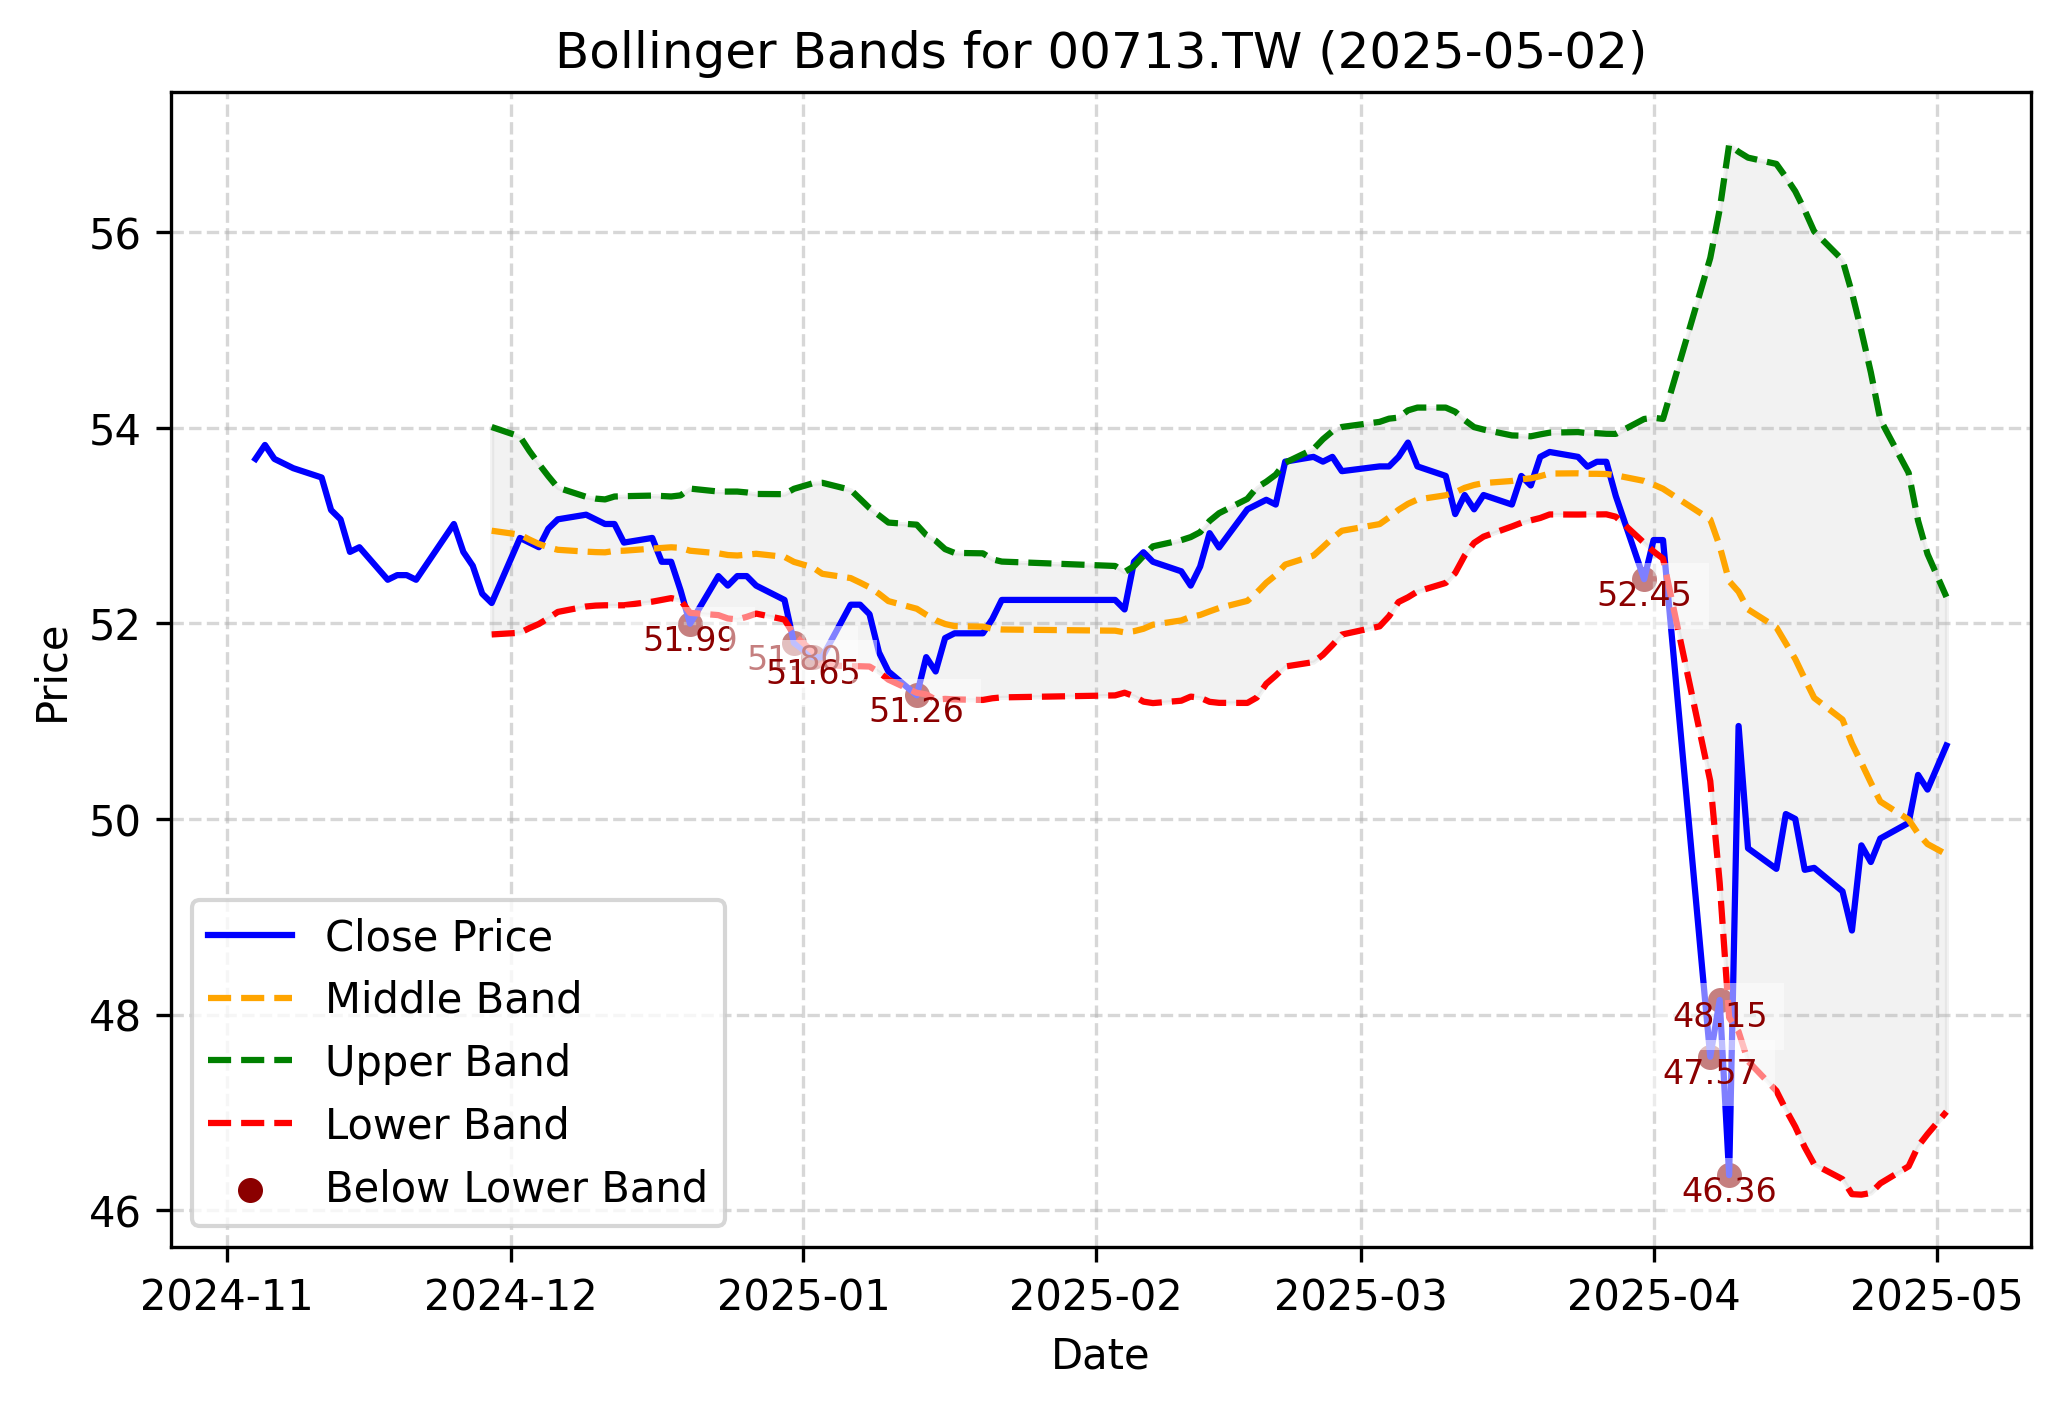 Bollinger Bands for 00713.TW (2025-05-02)
Price
56
54
52
50
48
46
51.99
51.80
51.65
51.26
52.45
48.15
47.57
46.36
Close Price
Middle Band
Upper Band
Lower Band
Below Lower Band
2024-11
2024-12
2025-01
2025-02
2025-03
2025-04
2025-05
Date